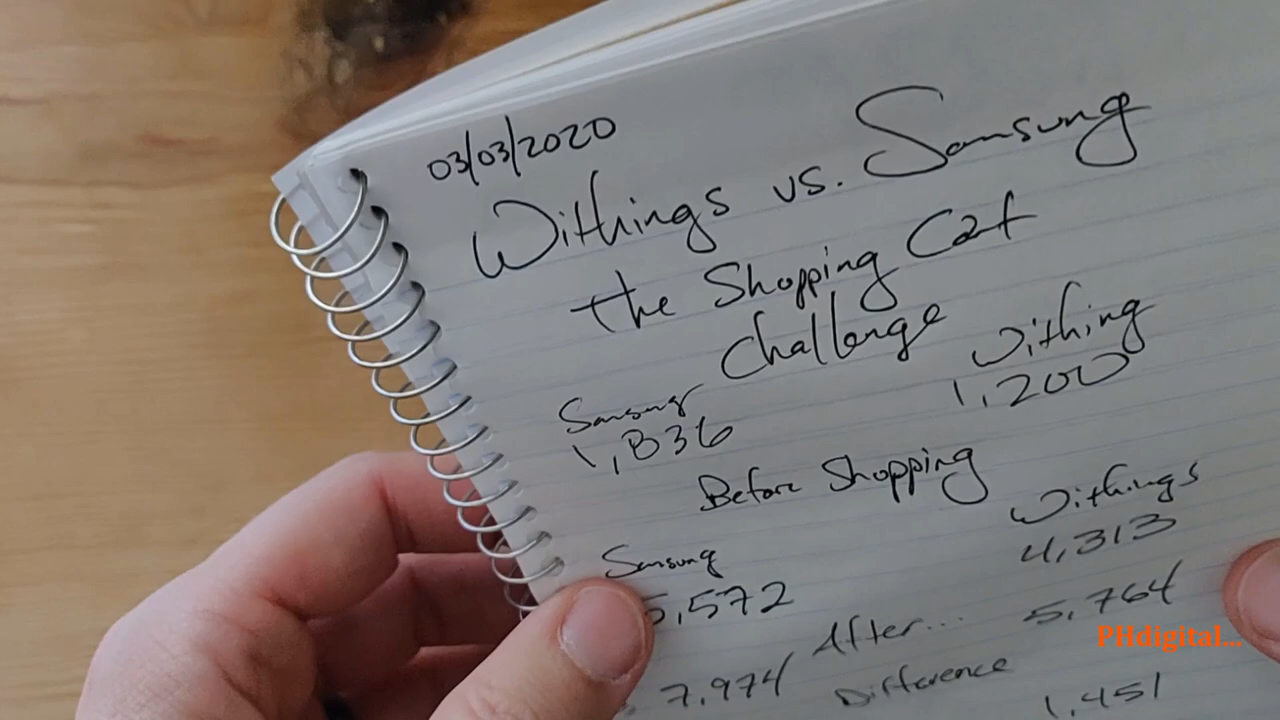 03/03/2020
Withings vs. Samsung
the Shopping Cat
Challenge
Samsung Withing
1,836 1,200
Before Shopping
Samsung Withings
5,572 4,313
After... 5,764
7,974 Difference
1,451
PHdigital...